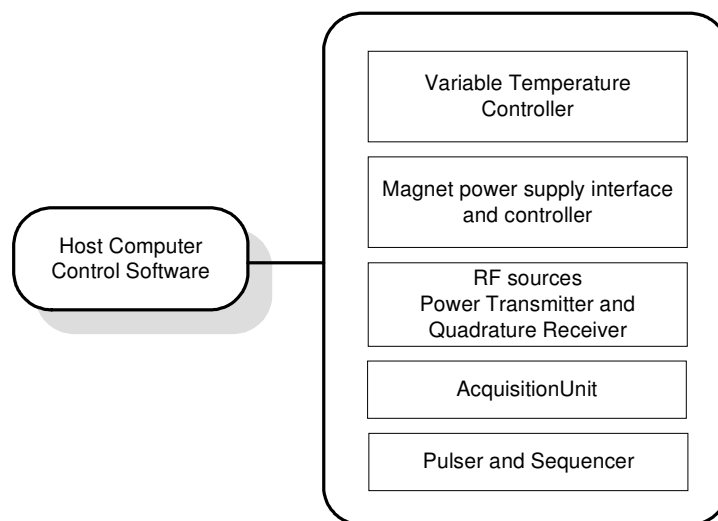 Host Computer
Control Software
Variable Temperature
Controller
Magnet power supply interface
and controller
RF sources
Power Transmitter and
Quadrature Receiver
AcquisitionUnit
Pulser and Sequencer